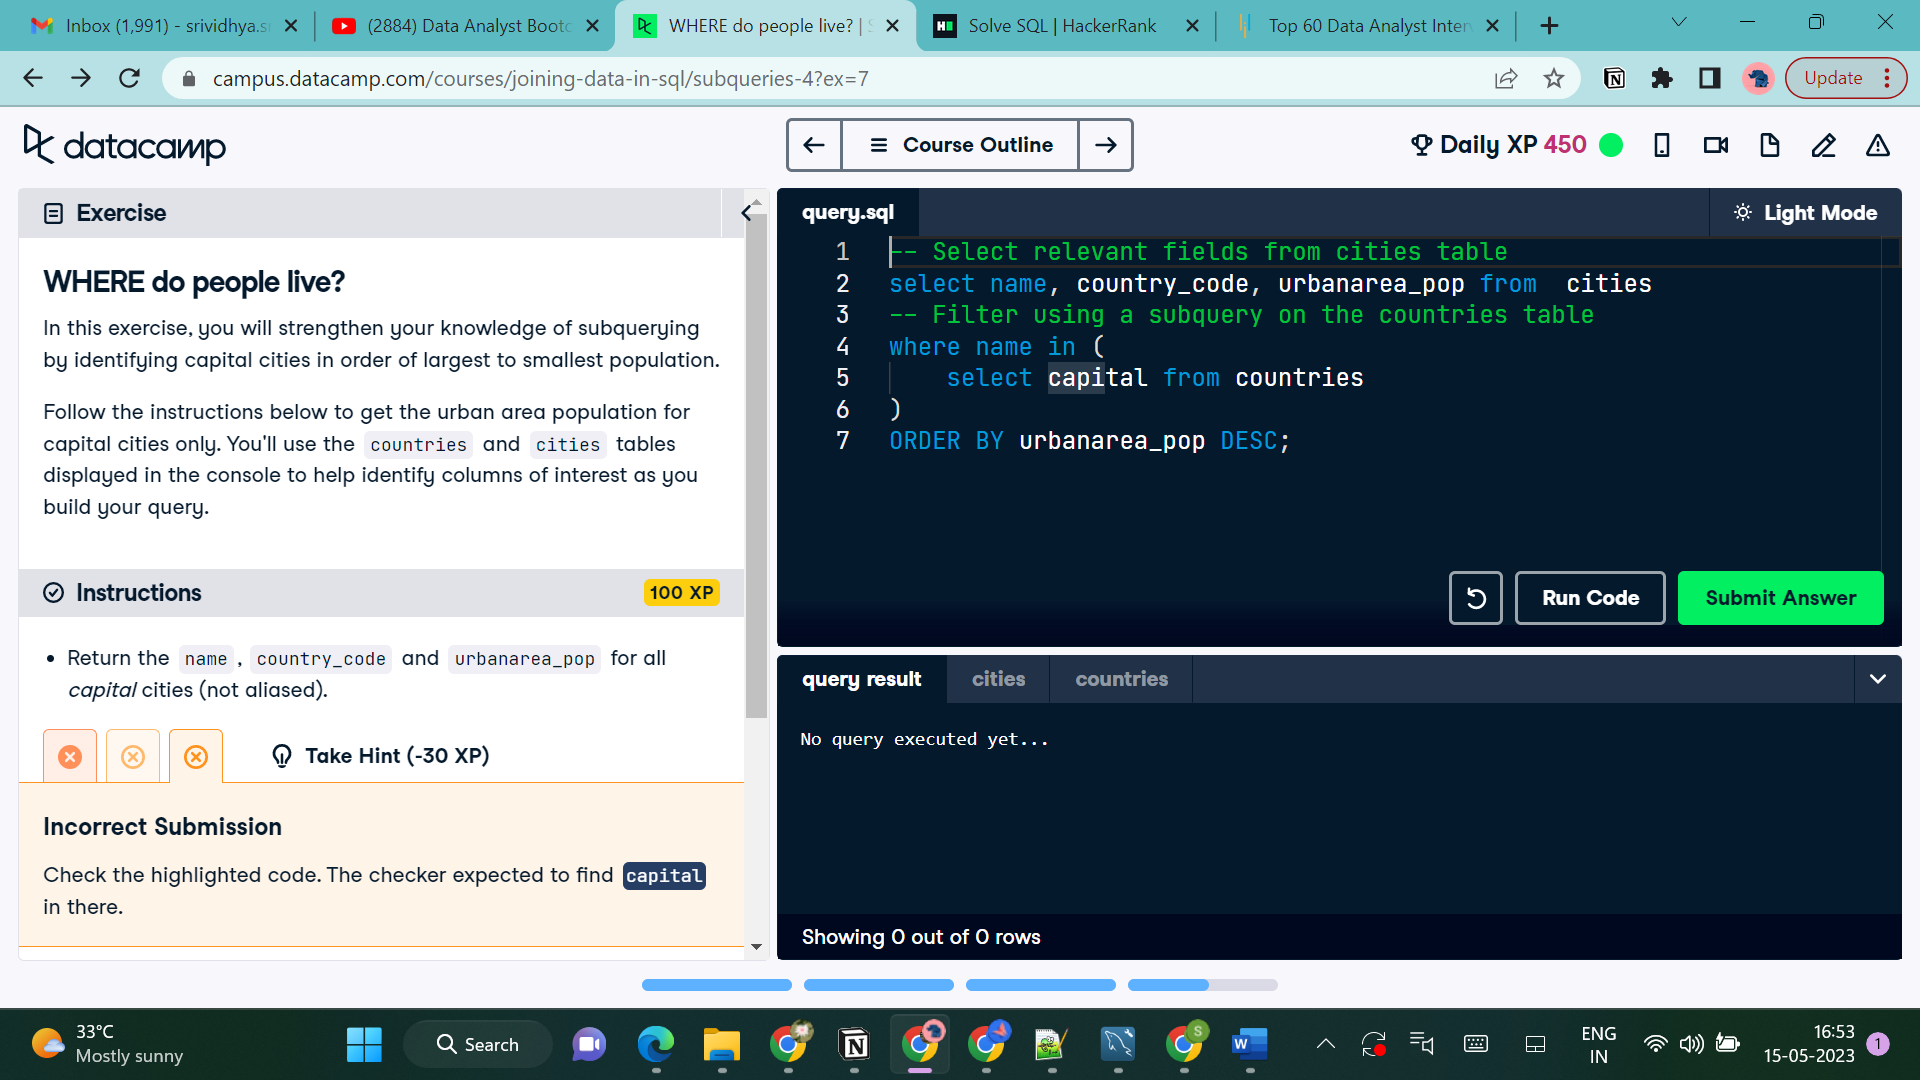 Inbox (1,991) - srividhya.s
(2884) Data Analyst Bootc
WHERE do people live? | S
Solve SQL | HackerRank
Top 60 Data Analyst Interv
campus.datacamp.com/courses/joining-data-in-sql/subqueries-4?ex=7
Update
datacamp
Course Outline
Daily XP 450
Exercise
WHERE do people live?
In this exercise, you will strengthen your knowledge of subquerying
by identifying capital cities in order of largest to smallest population.
Follow the instructions below to get the urban area population for
capital cities only. You'll use the countries and cities tables
displayed in the console to help identify columns of interest as you
build your query.
Instructions
100 XP
• Return the name, country_code and urbanarea_pop for all
capital cities (not aliased).
Take Hint (-30 XP)
Incorrect Submission
Check the highlighted code. The checker expected to find capital
in there.
query.sql
Light Mode
1 -- Select relevant fields from cities table
2 select name, country_code, urbanarea_pop from  cities
3 -- Filter using a subquery on the countries table
4 where name in (
5     select capital from countries
6 )
7 ORDER BY urbanarea_pop DESC;
Run Code
Submit Answer
query result
cities
countries
No query executed yet...
Showing 0 out of 0 rows
33°C
Mostly sunny
Search
ENG
IN
16:53
15-05-2023
1